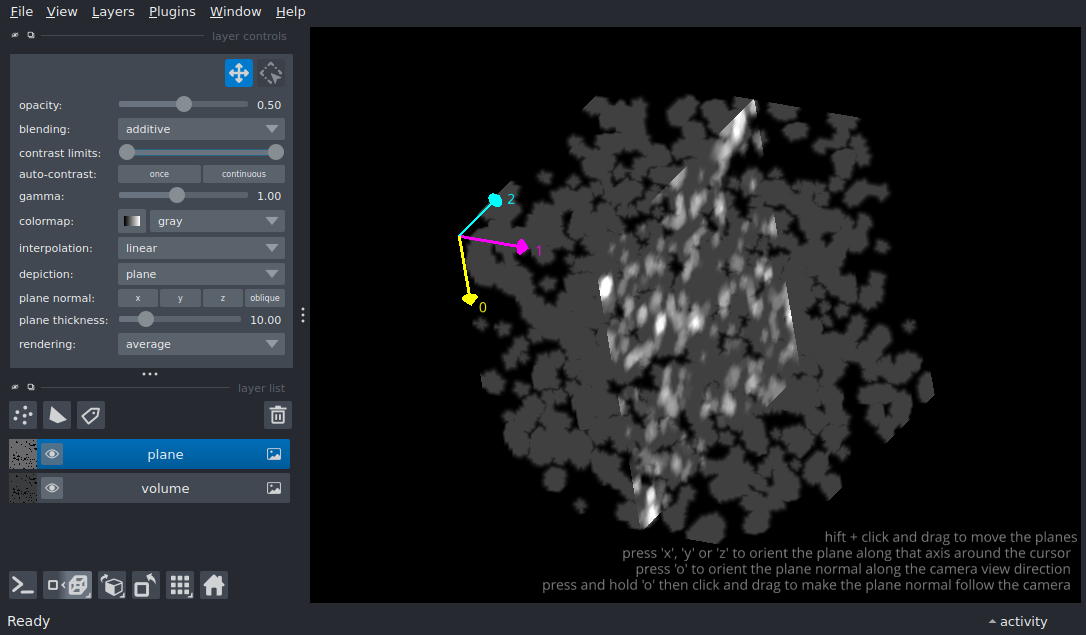 File View Layers Plugins Window Help
layer controls
opacity: 0.50
blending: additive
contrast limits:
auto-contrast: once continuous
gamma: 1.00
colormap: gray
interpolation: linear
depiction: plane
plane normal: x y z oblique
plane thickness: 10.00
rendering: average
layer list
plane
volume
2
1
0
hift + click and drag to move the planes
press 'x', 'y' or 'z' to orient the plane along that axis around the cursor
press 'o' to orient the plane normal along the camera view direction
press and hold 'o' then click and drag to make the plane normal follow the camera
Ready
activity